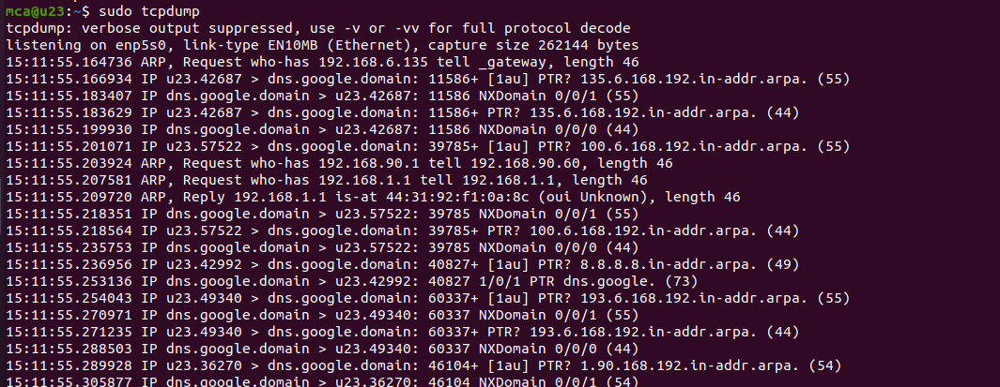 mca@u23:~$ sudo tcpdump
tcpdump: verbose output suppressed, use -v or -vv for full protocol decode
listening on enp5s0, link-type EN10MB (Ethernet), capture size 262144 bytes
15:11:55.164736 ARP, Request who-has 192.168.6.135 tell _gateway, length 46
15:11:55.166934 IP u23.42687 > dns.google.domain: 11586+ [1au] PTR? 135.6.168.192.in-addr.arpa. (55)
15:11:55.183407 IP dns.google.domain > u23.42687: 11586 NXDomain 0/0/1 (55)
15:11:55.183629 IP u23.42687 > dns.google.domain: 11586+ PTR? 135.6.168.192.in-addr.arpa. (44)
15:11:55.199930 IP dns.google.domain > u23.42687: 11586 NXDomain 0/0/0 (44)
15:11:55.201071 IP u23.57522 > dns.google.domain: 39785+ [1au] PTR? 100.6.168.192.in-addr.arpa. (55)
15:11:55.203924 ARP, Request who-has 192.168.90.1 tell 192.168.90.60, length 46
15:11:55.207581 ARP, Request who-has 192.168.1.1 tell 192.168.1.1, length 46
15:11:55.209720 ARP, Reply 192.168.1.1 is-at 44:31:92:f1:0a:8c (oui Unknown), length 46
15:11:55.218351 IP dns.google.domain > u23.57522: 39785 NXDomain 0/0/1 (55)
15:11:55.218564 IP u23.57522 > dns.google.domain: 39785+ PTR? 100.6.168.192.in-addr.arpa. (44)
15:11:55.235753 IP dns.google.domain > u23.57522: 39785 NXDomain 0/0/0 (44)
15:11:55.236956 IP u23.42992 > dns.google.domain: 40827+ [1au] PTR? 8.8.8.8.in-addr.arpa. (49)
15:11:55.253136 IP dns.google.domain > u23.42992: 40827 1/0/1 PTR dns.google. (73)
15:11:55.254043 IP u23.49340 > dns.google.domain: 60337+ [1au] PTR? 193.6.168.192.in-addr.arpa. (55)
15:11:55.270971 IP dns.google.domain > u23.49340: 60337 NXDomain 0/0/1 (55)
15:11:55.271235 IP u23.49340 > dns.google.domain: 60337+ PTR? 193.6.168.192.in-addr.arpa. (44)
15:11:55.288503 IP dns.google.domain > u23.49340: 60337 NXDomain 0/0/0 (44)
15:11:55.289928 IP u23.36270 > dns.google.domain: 46104+ [1au] PTR? 1.90.168.192.in-addr.arpa. (54)
15:11:55.305877 IP dns.google.domain > u23.36270: 46104 NXDomain 0/0/1 (54)